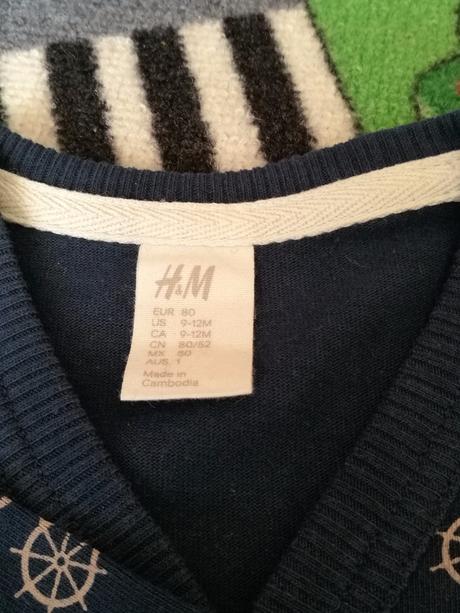 H&M
EUR 80
US 9-12M
CA 9-12M
CN 80/52
MX 80
AUS. 1
Made in
Cambodia